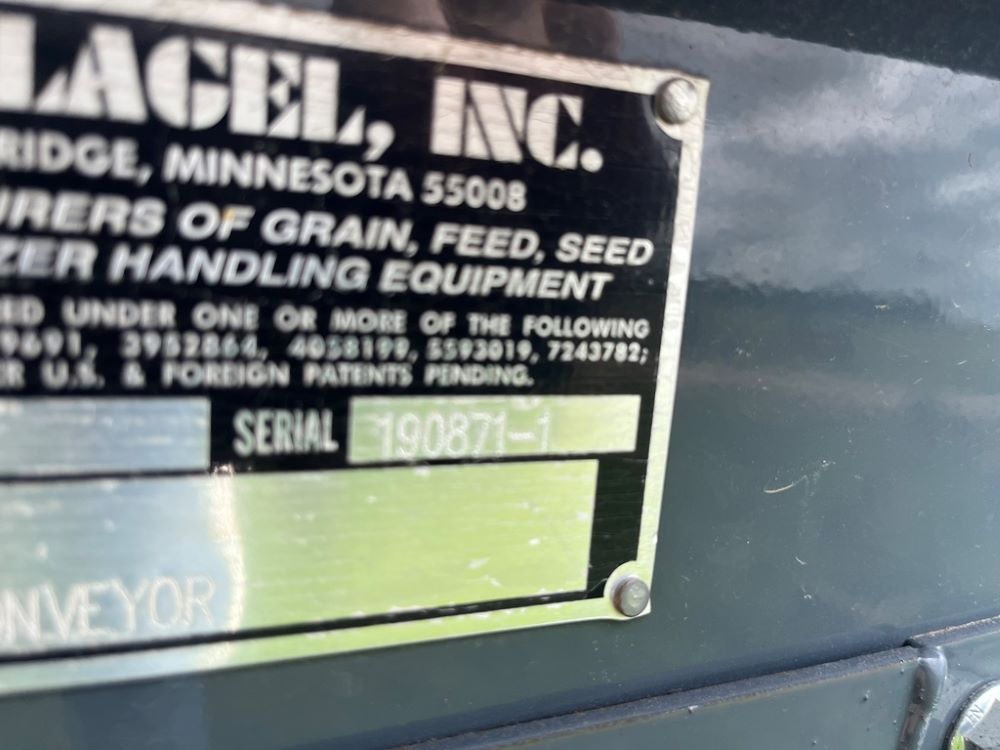 LAGEL, INC.
RIDGE, MINNESOTA 55008
URERS OF GRAIN, FEED, SEED
ZER HANDLING EQUIPMENT
ED UNDER ONE OR MORE OF THE FOLLOWING
9691, 3952864, 4058199, 5593019, 7243782;
R U.S. & FOREIGN PATENTS PENDING.
SERIAL 190871-1
ONVEYOR